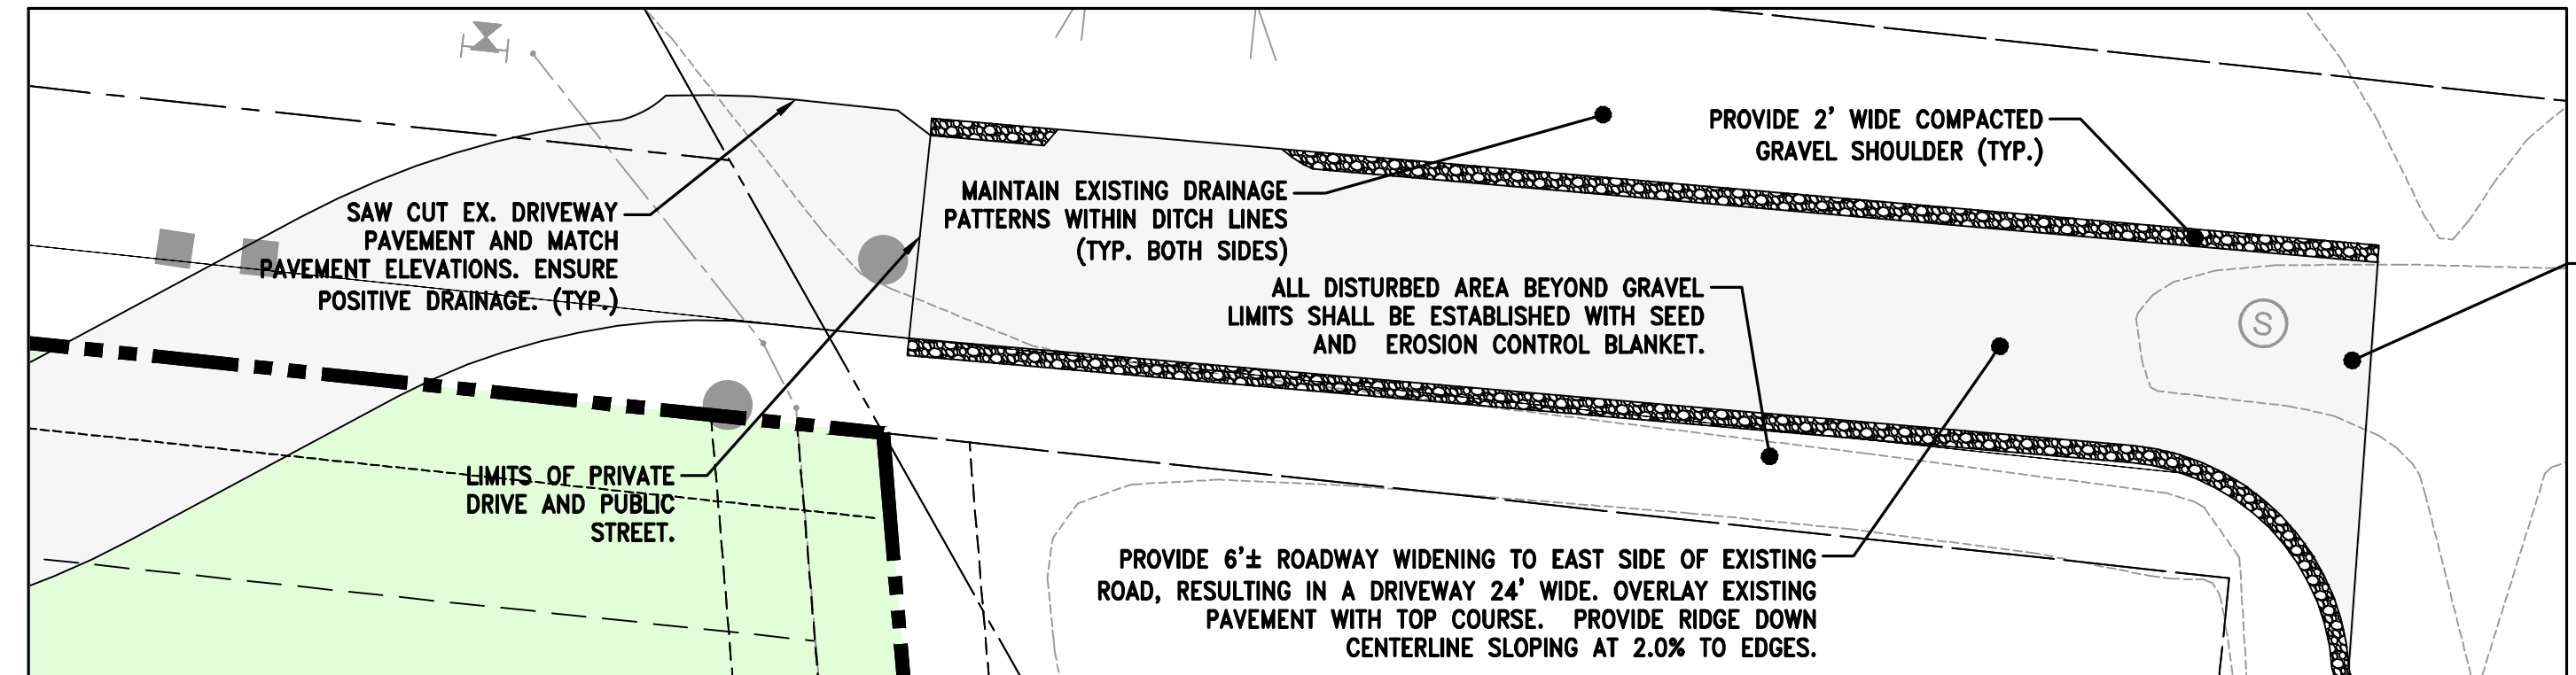 PROVIDE 2' WIDE COMPACTED
GRAVEL SHOULDER (TYP.)
MAINTAIN EXISTING DRAINAGE
PATTERNS WITHIN DITCH LINES
(TYP. BOTH SIDES)
SAW CUT EX. DRIVEWAY
PAVEMENT AND MATCH
PAVEMENT ELEVATIONS. ENSURE
POSITIVE DRAINAGE. (TYP.)
ALL DISTURBED AREA BEYOND GRAVEL
LIMITS SHALL BE ESTABLISHED WITH SEED
AND EROSION CONTROL BLANKET.
S
LIMITS OF PRIVATE
DRIVE AND PUBLIC
STREET.
PROVIDE 6'± ROADWAY WIDENING TO EAST SIDE OF EXISTING
ROAD, RESULTING IN A DRIVEWAY 24' WIDE. OVERLAY EXISTING
PAVEMENT WITH TOP COURSE. PROVIDE RIDGE DOWN
CENTERLINE SLOPING AT 2.0% TO EDGES.